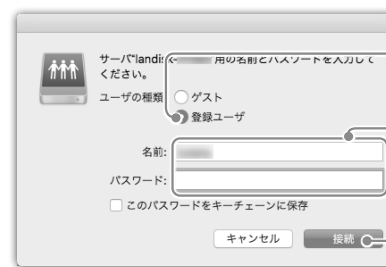 サーバ"landisk- 用の名前とパスワードを入力して
ください。
ユーザの種類
ゲスト
登録ユーザ
名前:
パスワード:
このパスワードをキーチェーンに保存
キャンセル
接続